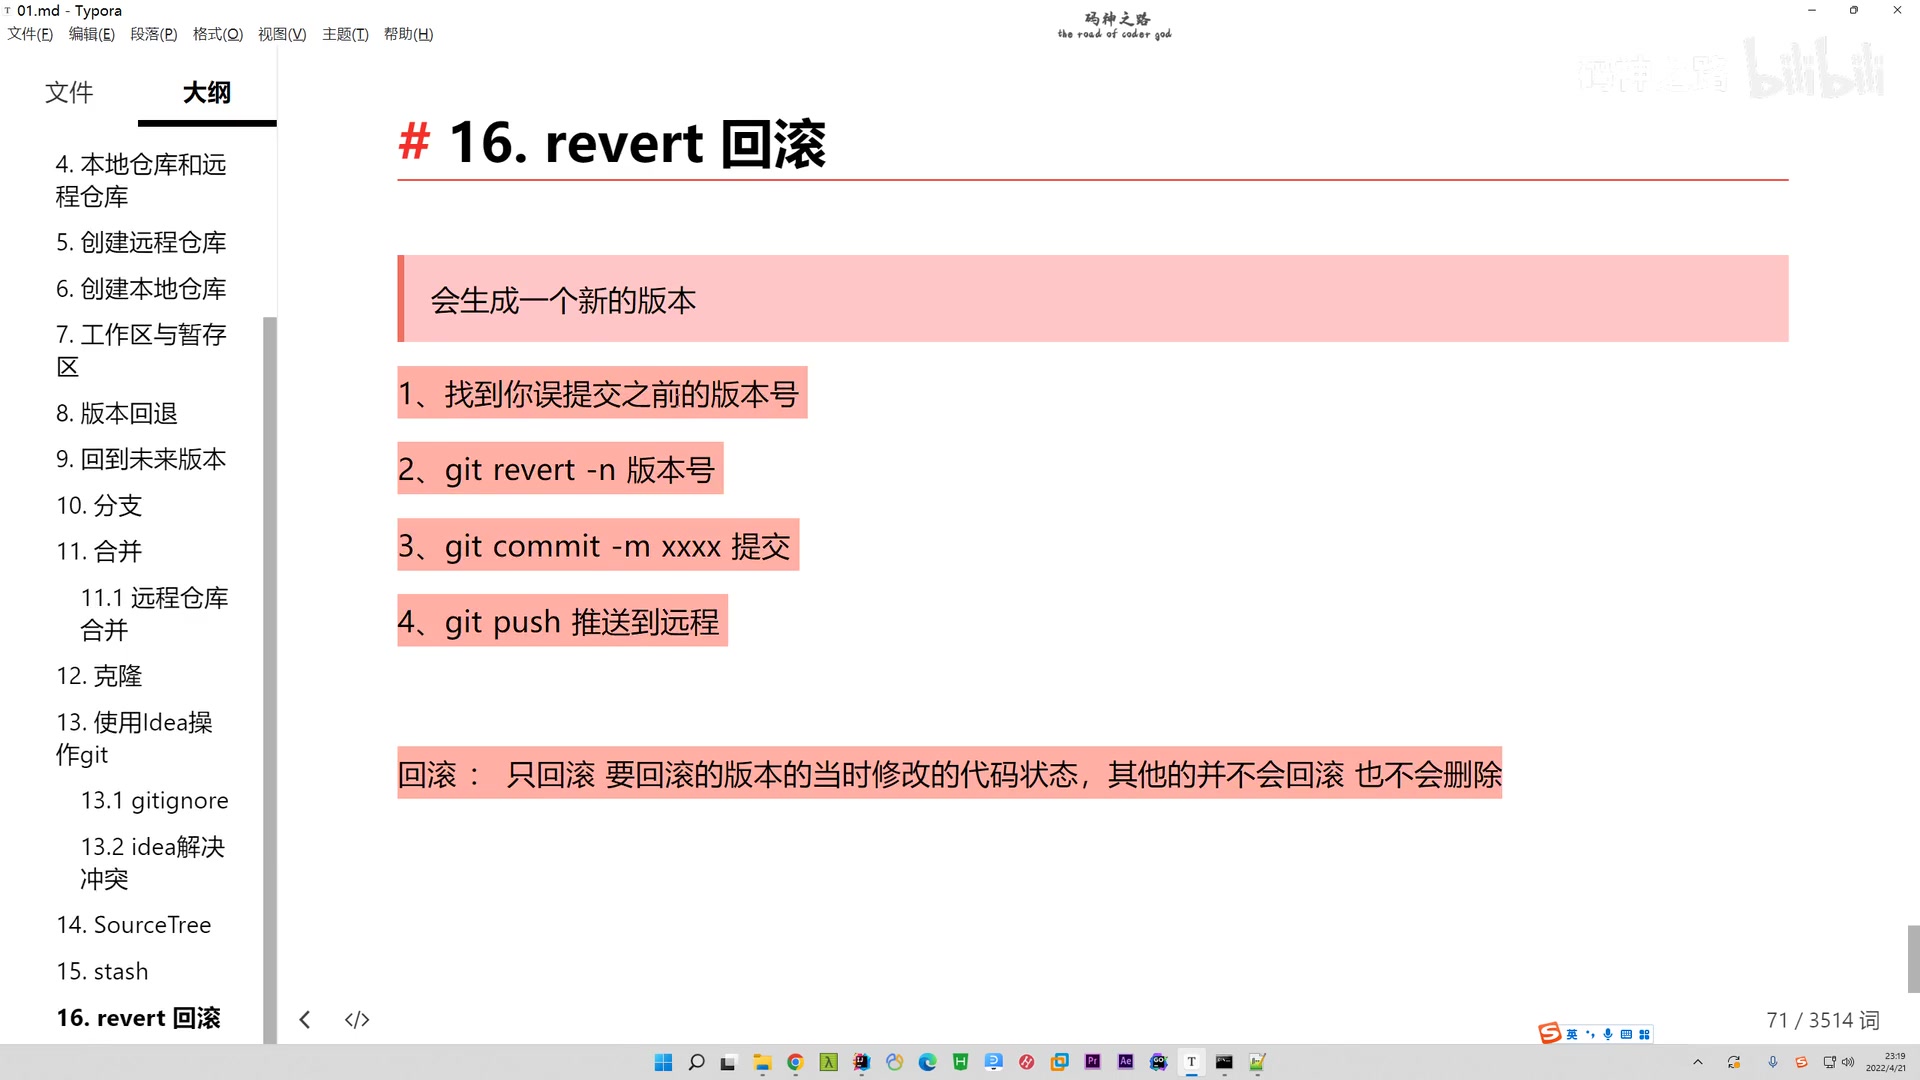 01.md - Typora
文件(F) 编辑(E) 段落(P) 格式(O) 视图(V) 主题(T) 帮助(H)
码神之路
the road of coder god
码神之路 bilibili
文件 大纲
4. 本地仓库和远
程仓库
5. 创建远程仓库
6. 创建本地仓库
7. 工作区与暂存
区
8. 版本回退
9. 回到未来版本
10. 分支
11. 合并
11.1 远程仓库
合并
12. 克隆
13. 使用Idea操
作git
13.1 gitignore
13.2 idea解决
冲突
14. SourceTree
15. stash
16. revert 回滚
# 16. revert 回滚
会生成一个新的版本
1、找到你误提交之前的版本号
2、git revert -n 版本号
3、git commit -m xxxx 提交
4、git push 推送到远程
回滚 ： 只回滚 要回滚的版本的当时修改的代码状态，其他的并不会回滚 也不会删除
</>
71 / 3514 词
英
23:19
2022/4/21